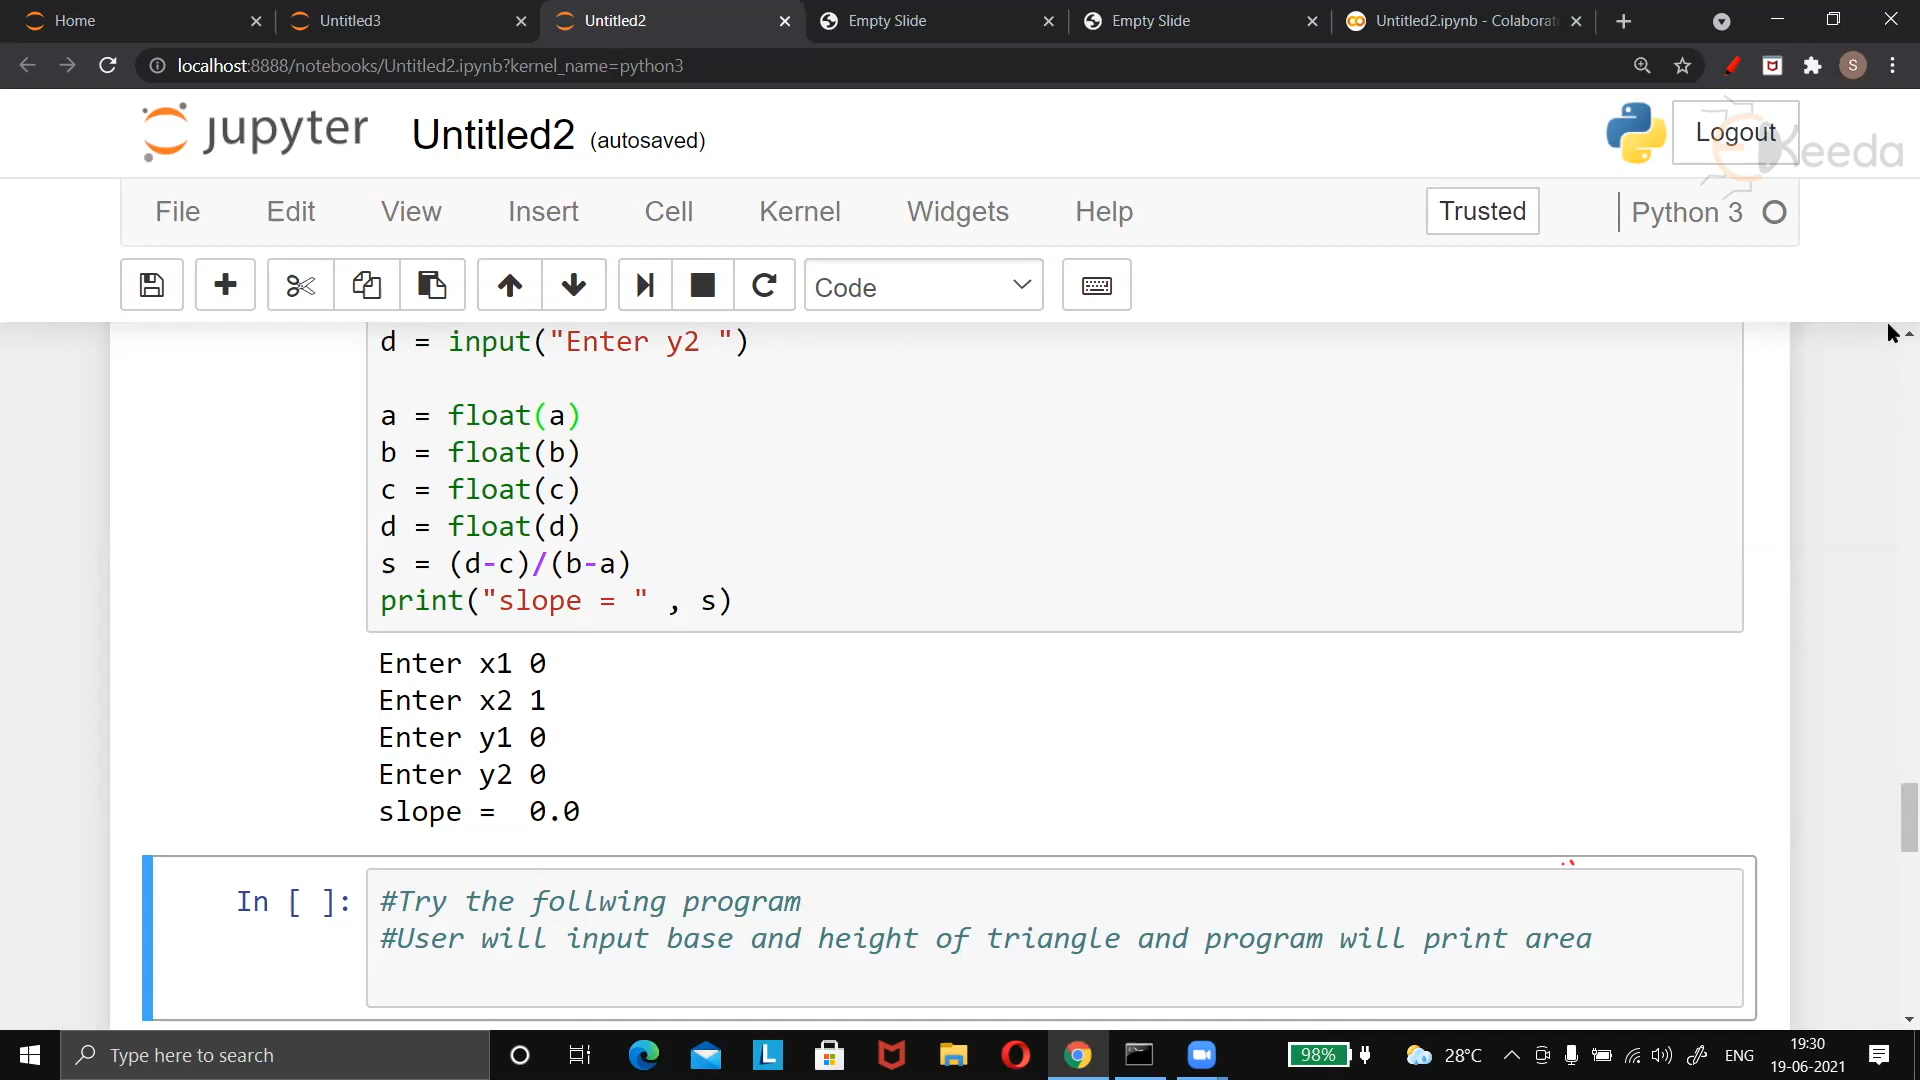 Home
Untitled3
Untitled2
Empty Slide
Empty Slide
Untitled2.ipynb - Colaborat
localhost:8888/notebooks/Untitled2.ipynb?kernel_name=python3
S
jupyter
Untitled2 (autosaved)
Logout
Keeda
File Edit View Insert Cell Kernel Widgets Help
Trusted
Python 3
Code
d = input("Enter y2 ")
a = float(a)
b = float(b)
c = float(c)
d = float(d)
s = (d-c)/(b-a)
print("slope = " , s)
Enter x1 0
Enter x2 1
Enter y1 0
Enter y2 0
slope =  0.0
In [ ]:
#Try the follwing program
#User will input base and height of triangle and program will print area
Type here to search
L
98%
28°C
ENG
19:30
19-06-2021